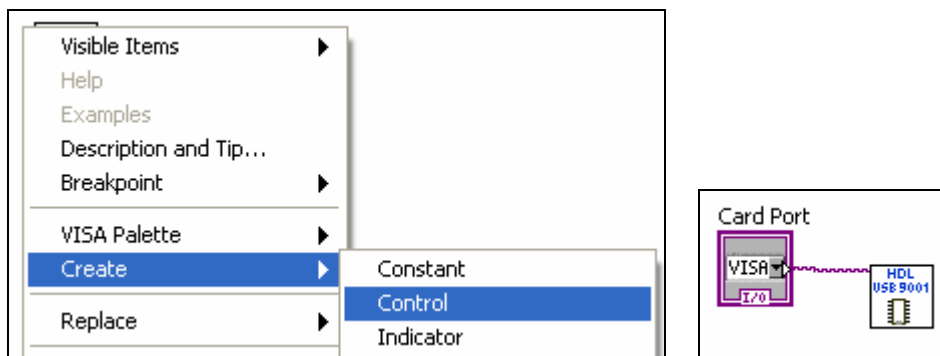 Visible Items
Help
Examples
Description and Tip...
Breakpoint
VISA Palette
Create
Replace
Constant
Control
Indicator
Card Port
VISA
I/O
HDL
USB 9001